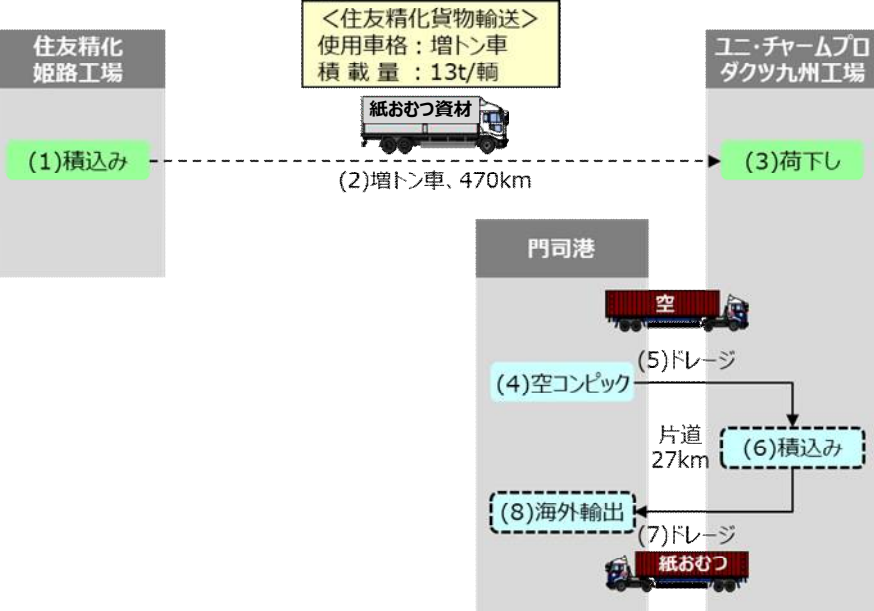 ＜住友精化貨物輸送＞
使用車格：増トン車
積 載 量 ：13t/輌
住友精化
姫路工場
ユニ・チャームプロ
ダクツ九州工場
紙おむつ資材
(1)積込み
(2)増トン車、470km
(3)荷下し
門司港
空
(5)ドレージ
(4)空コンピック
片道
27km
(6)積込み
(8)海外輸出
(7)ドレージ
紙おむつ